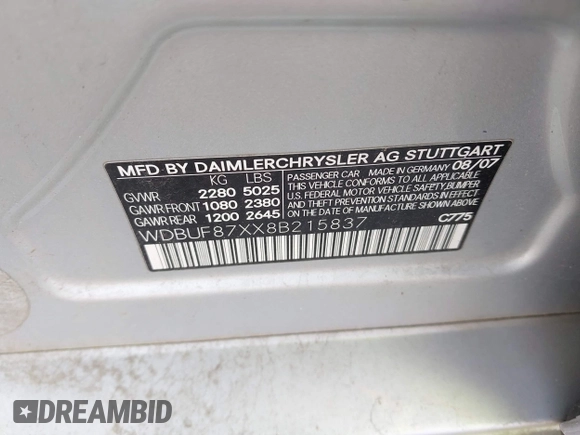 MFD BY DAIMLERCHRYSLER AG STUTTGART
KG LBS
GVWR 2280 5025
GAWR FRONT 1080 2380
GAWR REAR 1200 2645
PASSENGER CAR MADE IN GERMANY 08/07
THIS VEHICLE CONFORMS TO ALL APPLICABLE
U.S. FEDERAL MOTOR VEHICLE SAFETY, BUMPER
AND THEFT PREVENTION STANDARDS IN EFFECT
ON THE DATE OF MANUFACTURE SHOWN ABOVE.
WDBUF87XX8B215837
C775
DREAMBID